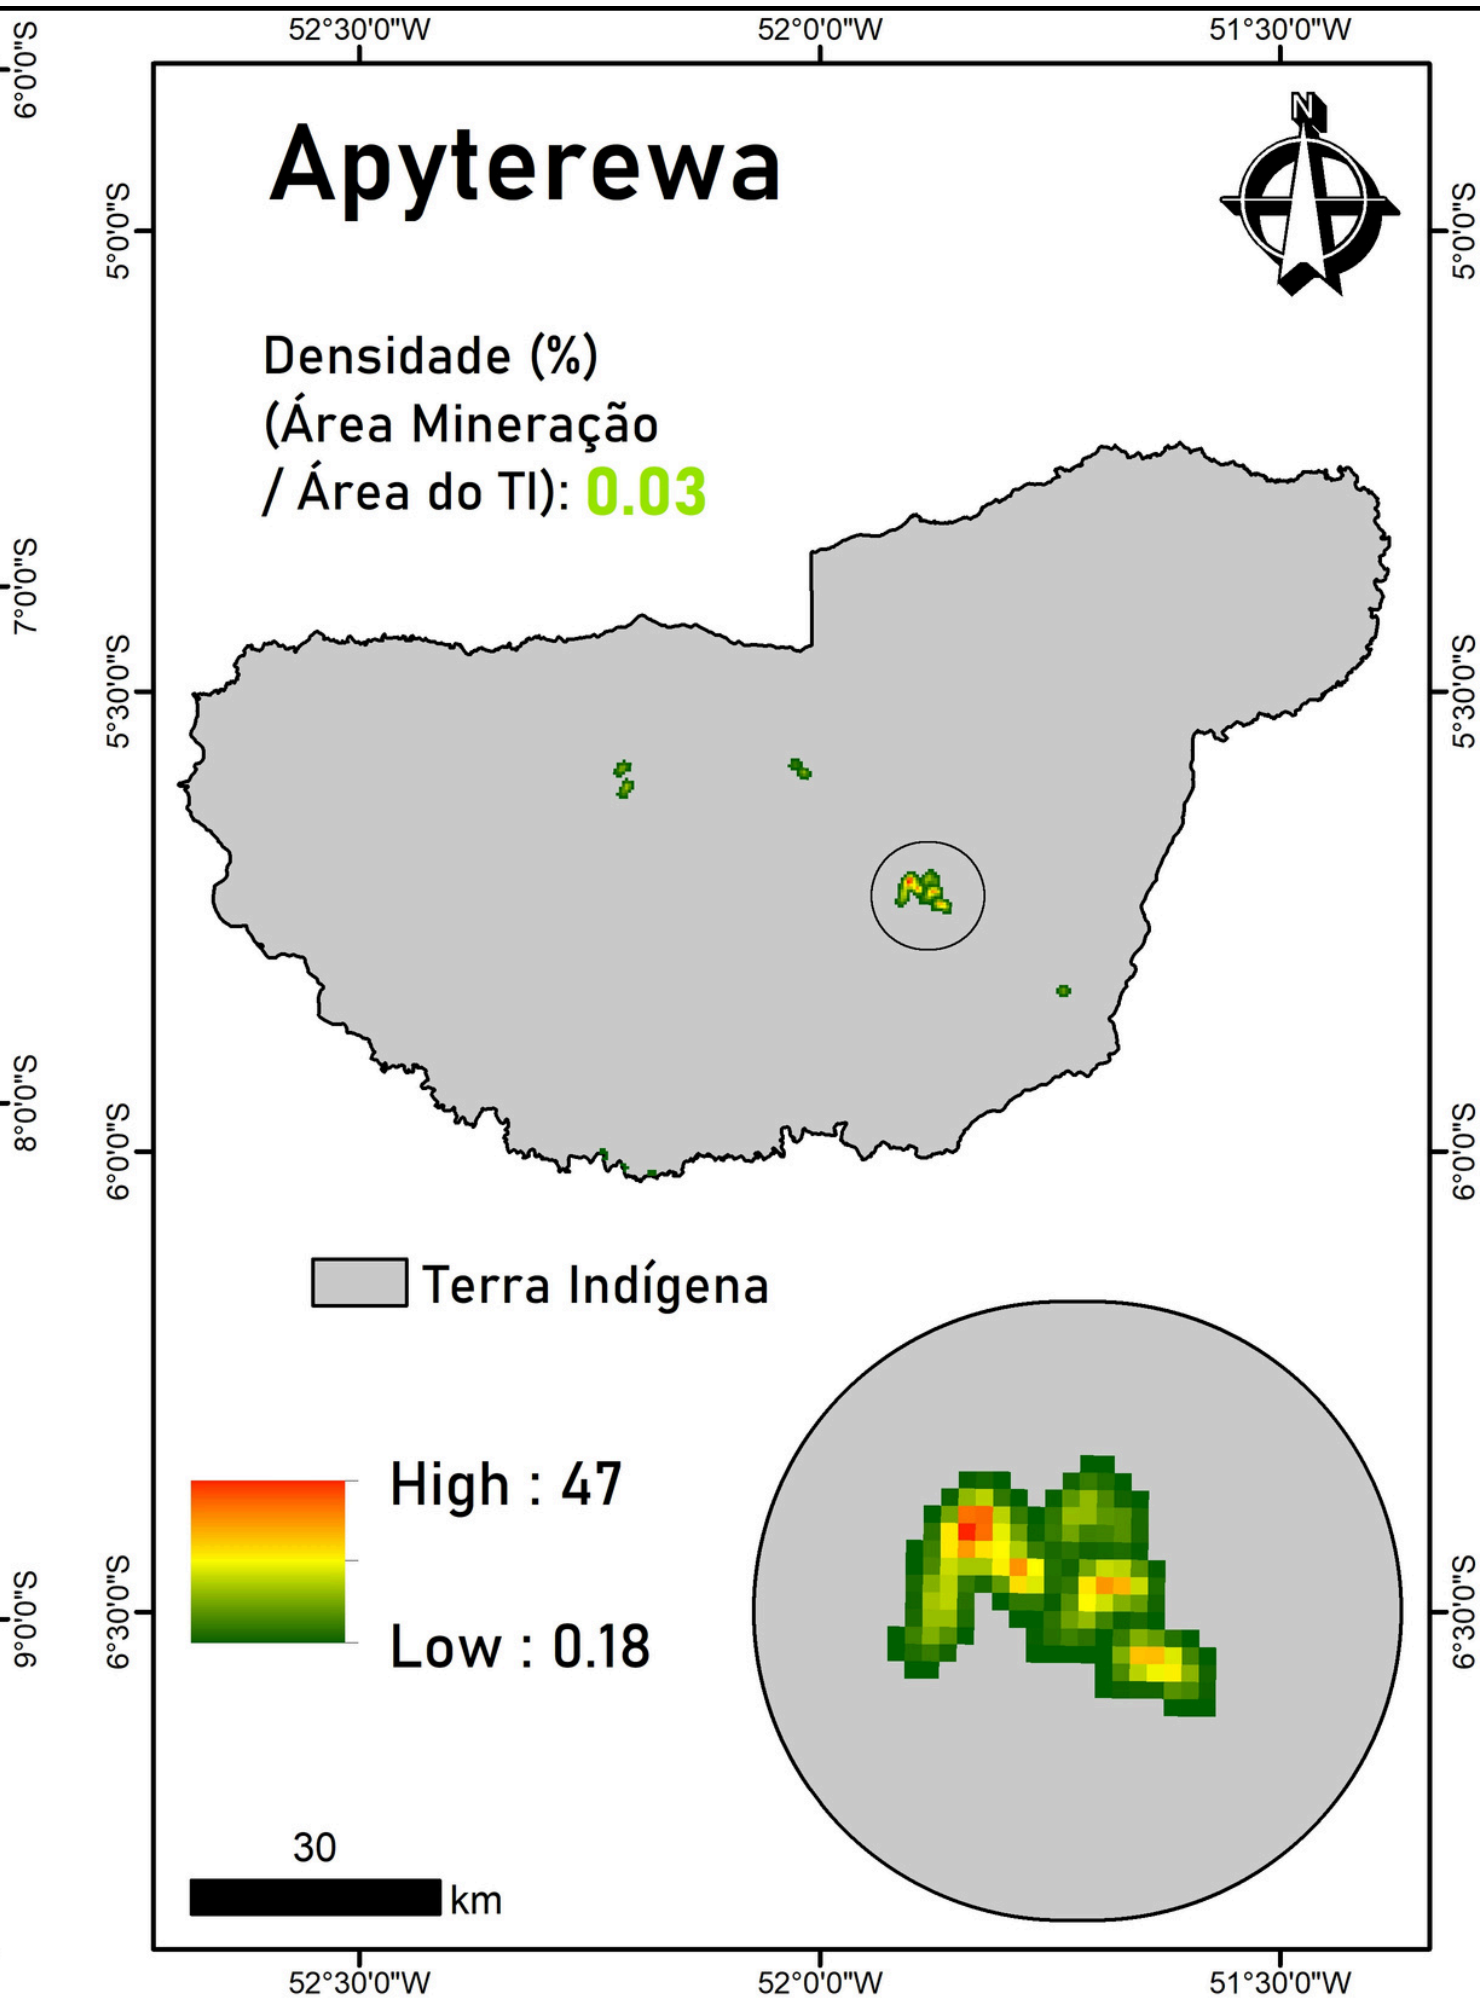 52°30'0"W 52°0'0"W 51°30'0"W
6°0'0"S
N
Apyterewa
5°0'0"S 5°0'0"S
Densidade (%)
(Área Mineração
/ Área do TI): 0.03
7°0'0"S
5°30'0"S 5°30'0"S
8°0'0"S
6°0'0"S 6°0'0"S
Terra Indígena
High : 47
Low : 0.18
9°0'0"S
6°30'0"S 6°30'0"S
30
km
52°30'0"W 52°0'0"W 51°30'0"W